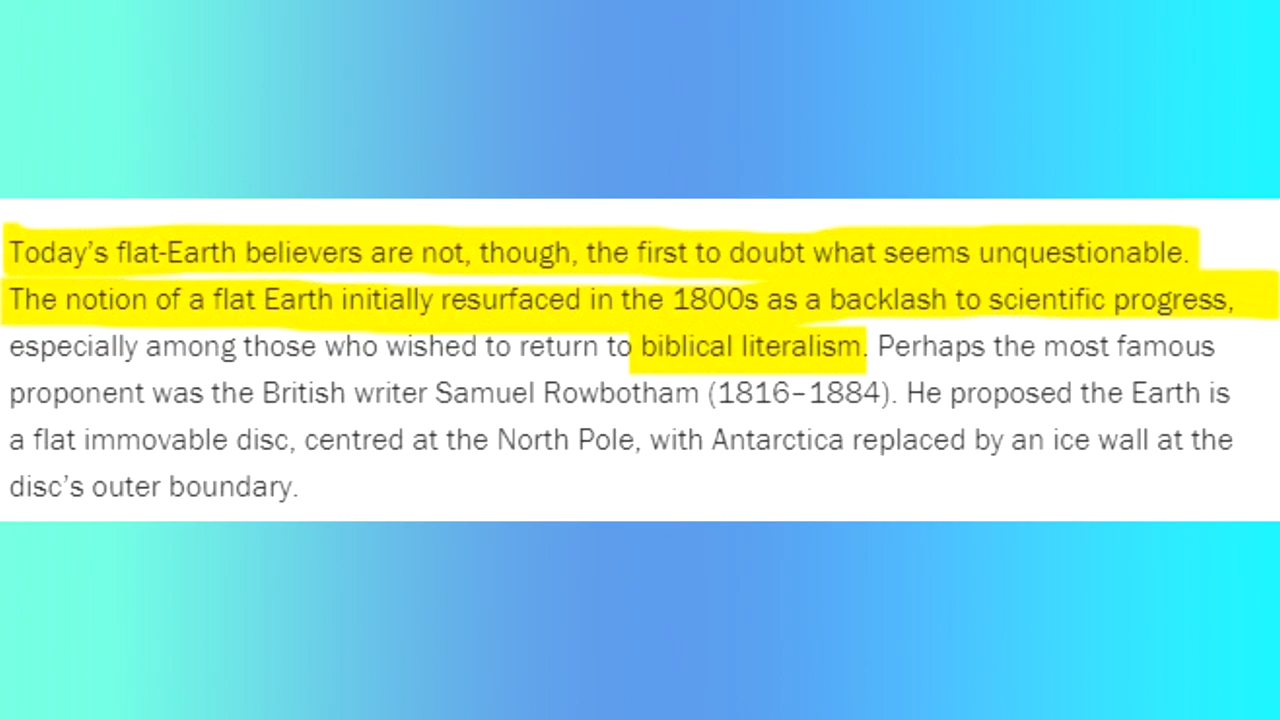 Today’s flat-Earth believers are not, though, the first to doubt what seems unquestionable.
The notion of a flat Earth initially resurfaced in the 1800s as a backlash to scientific progress,
especially among those who wished to return to biblical literalism. Perhaps the most famous
proponent was the British writer Samuel Rowbotham (1816–1884). He proposed the Earth is
a flat immovable disc, centred at the North Pole, with Antarctica replaced by an ice wall at the
disc’s outer boundary.